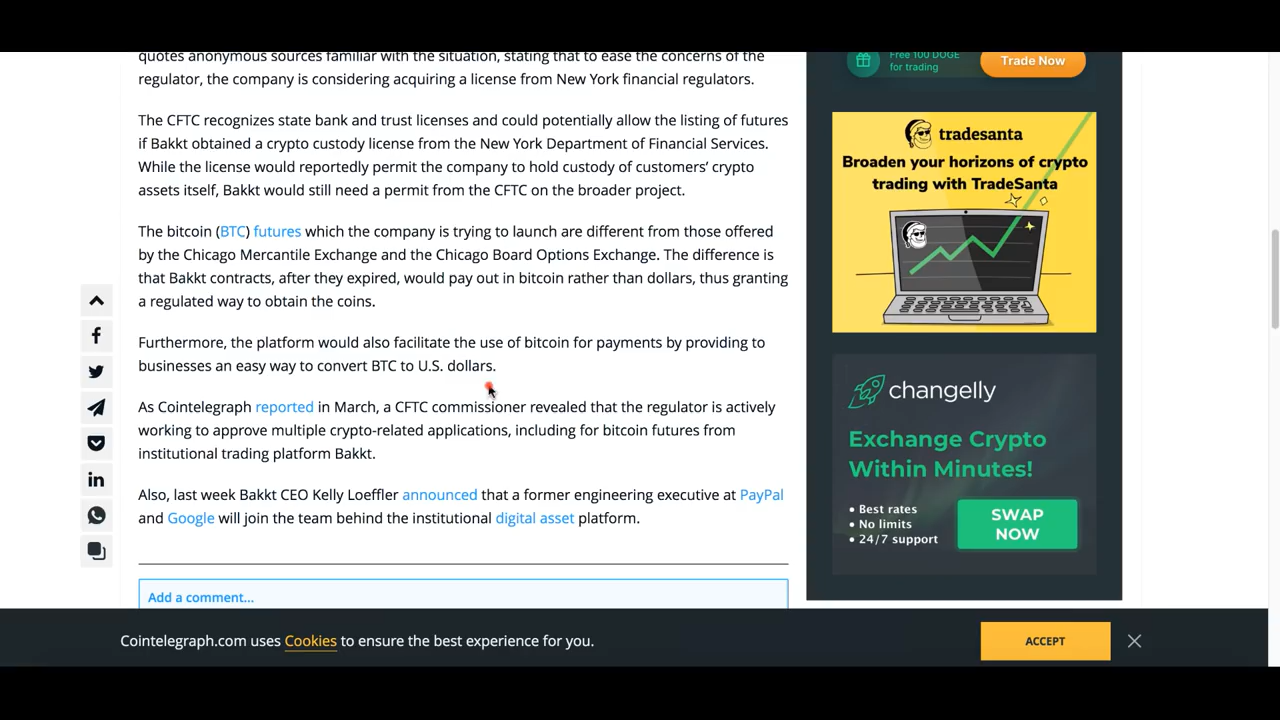 quotes anonymous sources familiar with the situation, stating that to ease the concerns of the
regulator, the company is considering acquiring a license from New York financial regulators.
The CFTC recognizes state bank and trust licenses and could potentially allow the listing of futures
if Bakkt obtained a crypto custody license from the New York Department of Financial Services.
While the license would reportedly permit the company to hold custody of customers’ crypto
assets itself, Bakkt would still need a permit from the CFTC on the broader project.
The bitcoin (BTC) futures which the company is trying to launch are different from those offered
by the Chicago Mercantile Exchange and the Chicago Board Options Exchange. The difference is
that Bakkt contracts, after they expired, would pay out in bitcoin rather than dollars, thus granting
a regulated way to obtain the coins.
Furthermore, the platform would also facilitate the use of bitcoin for payments by providing to
businesses an easy way to convert BTC to U.S. dollars.
As Cointelegraph reported in March, a CFTC commissioner revealed that the regulator is actively
working to approve multiple crypto-related applications, including for bitcoin futures from
institutional trading platform Bakkt.
Also, last week Bakkt CEO Kelly Loeffler announced that a former engineering executive at PayPal
and Google will join the team behind the institutional digital asset platform.
Add a comment...
Free 100 DOGE
for trading
Trade Now
tradesanta
Broaden your horizons of crypto
trading with TradeSanta
changelly
Exchange Crypto
Within Minutes!
• Best rates
• No limits
• 24/7 support
SWAP
NOW
Cointelegraph.com uses Cookies to ensure the best experience for you.
ACCEPT